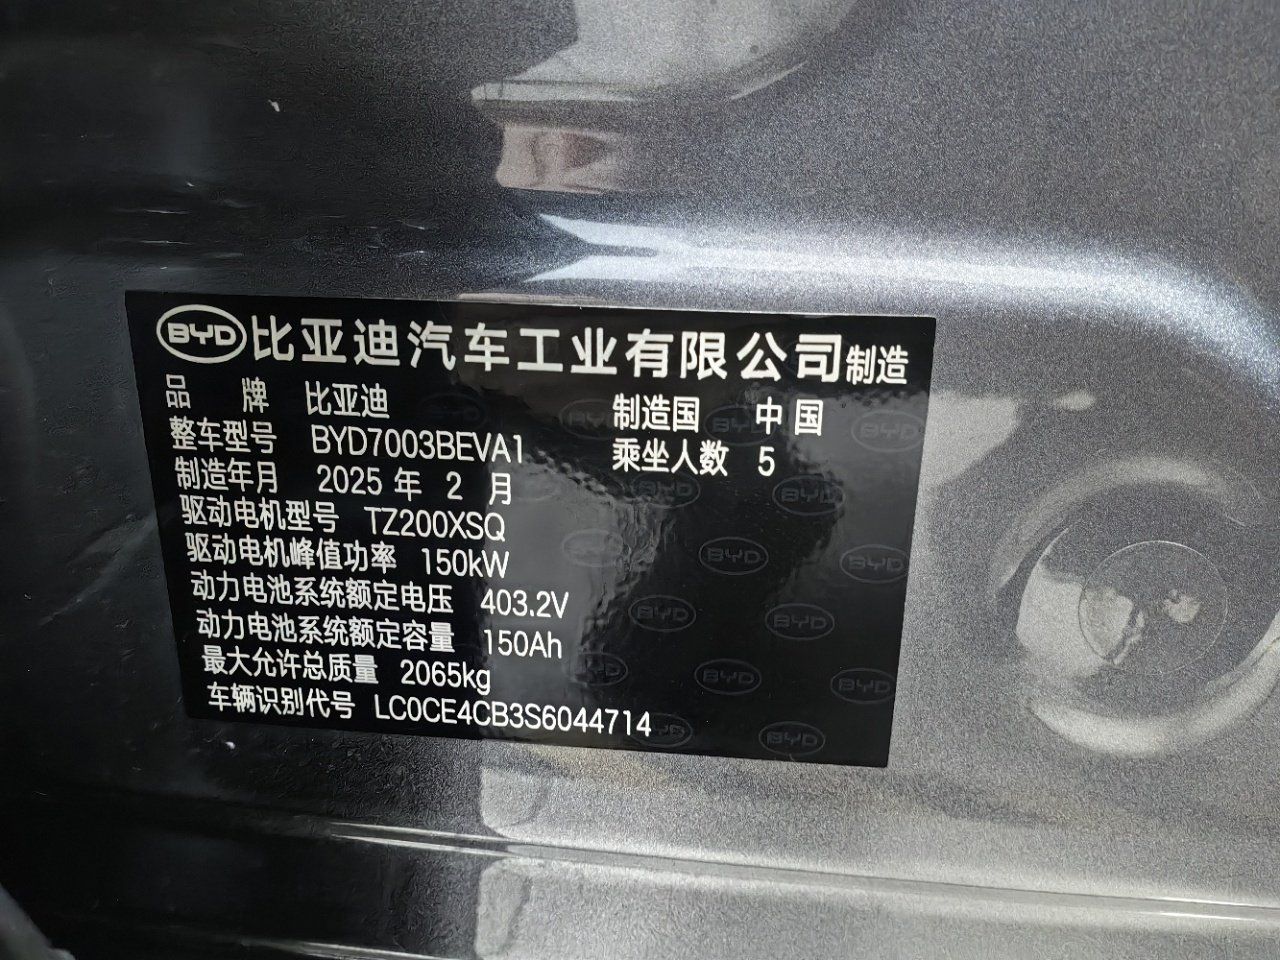 BYD 比亚迪汽车工业有限公司制造
品牌 比亚迪 制造国 中国
整车型号 BYD7003BEVA1 乘坐人数 5
制造年月 2025 年 2 月
驱动电机型号 TZ200XSQ
驱动电机峰值功率 150kW
动力电池系统额定电压 403.2V
动力电池系统额定容量 150Ah
最大允许总质量 2065kg
车辆识别代号 LC0CE4CB3S6044714